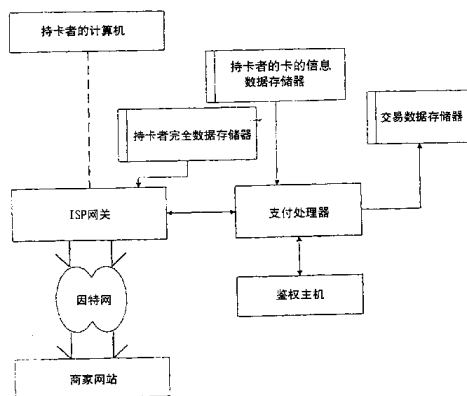 持卡者的计算机
持卡者的卡的信息
数据存储器
交易数据存储器
持卡者完全数据存储器
ISP网关
支付处理器
因特网
鉴权主机
商家网站